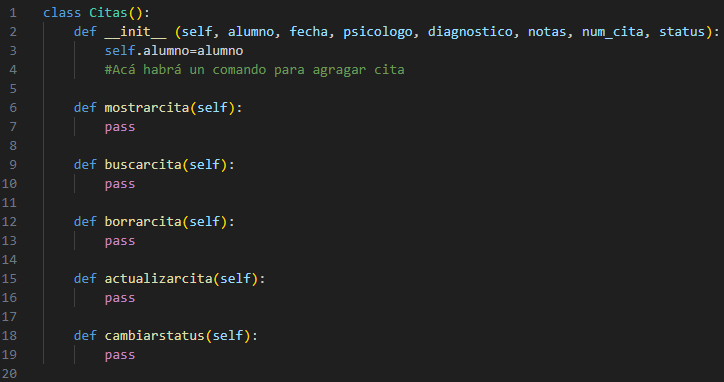 1 class Citas():
2     def __init__ (self, alumno, fecha, psicologo, diagnostico, notas, num_cita, status):
3         self.alumno=alumno
4         #Acá habrá un comando para agragar cita
5
6     def mostrarcita(self):
7         pass
8
9     def buscarcita(self):
10         pass
11
12     def borrarcita(self):
13         pass
14
15     def actualizarcita(self):
16         pass
17
18     def cambiarstatus(self):
19         pass
20